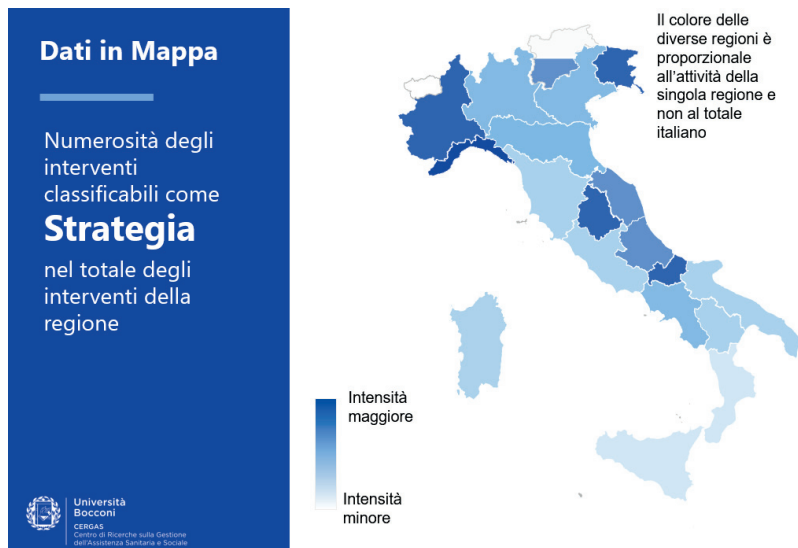 Dati in Mappa
Numerosità degli
interventi
classificabili come
Strategia
nel totale degli
interventi della
regione
Università
Bocconi
CERGAS
Centro di Ricerche sulla Gestione
dell'Assistenza Sanitaria e Sociale
Il colore delle
diverse regioni è
proporzionale
all'attività della
singola regione e
non al totale
italiano
Intensità
maggiore
Intensità
minore